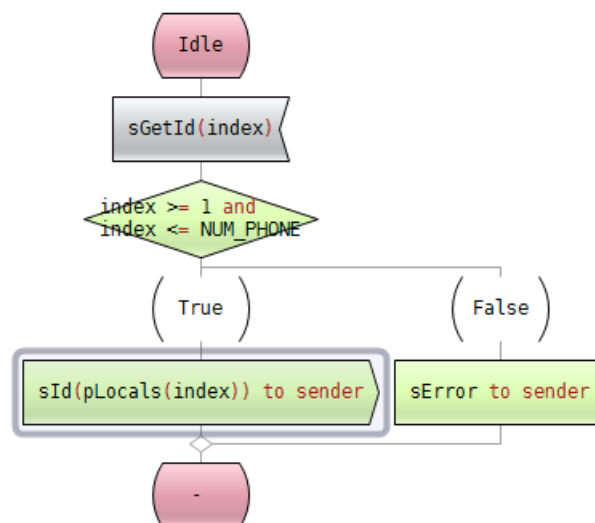 Idle
sGetId(index)
index >= 1 and
index <= NUM_PHONE
True
False
sId(pLocals(index)) to sender
sError to sender
-